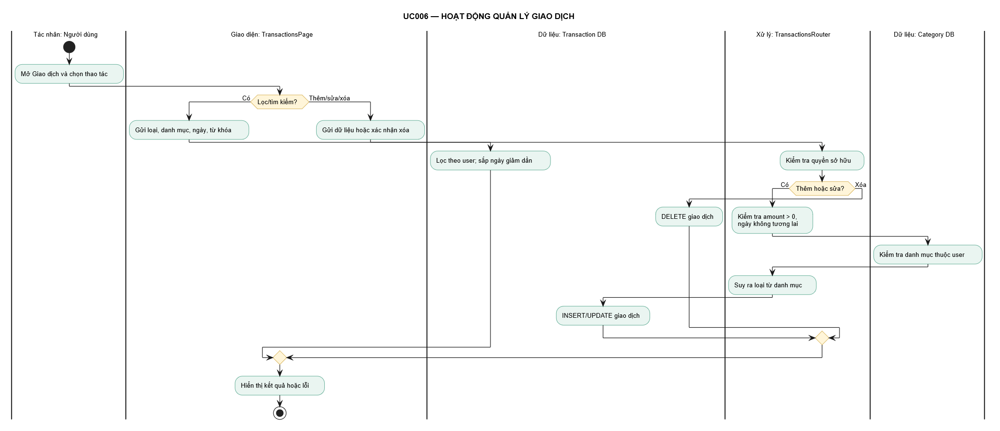 UC006 — HOẠT ĐỘNG QUẢN LÝ GIAO DỊCH
Tác nhân: Người dùng
Giao diện: TransactionsPage
Dữ liệu: Transaction DB
Xử lý: TransactionsRouter
Dữ liệu: Category DB
Mở Giao dịch và chọn thao tác
Có
Lọc/tìm kiếm?
Thêm/sửa/xóa
Gửi loại, danh mục, ngày, từ khóa
Gửi dữ liệu hoặc xác nhận xóa
Lọc theo user; sắp ngày giảm dần
Kiểm tra quyền sở hữu
Có
Thêm hoặc sửa?
Xóa
DELETE giao dịch
Kiểm tra amount > 0,
ngày không tương lai
Kiểm tra danh mục thuộc user
Suy ra loại từ danh mục
INSERT/UPDATE giao dịch
Hiển thị kết quả hoặc lỗi